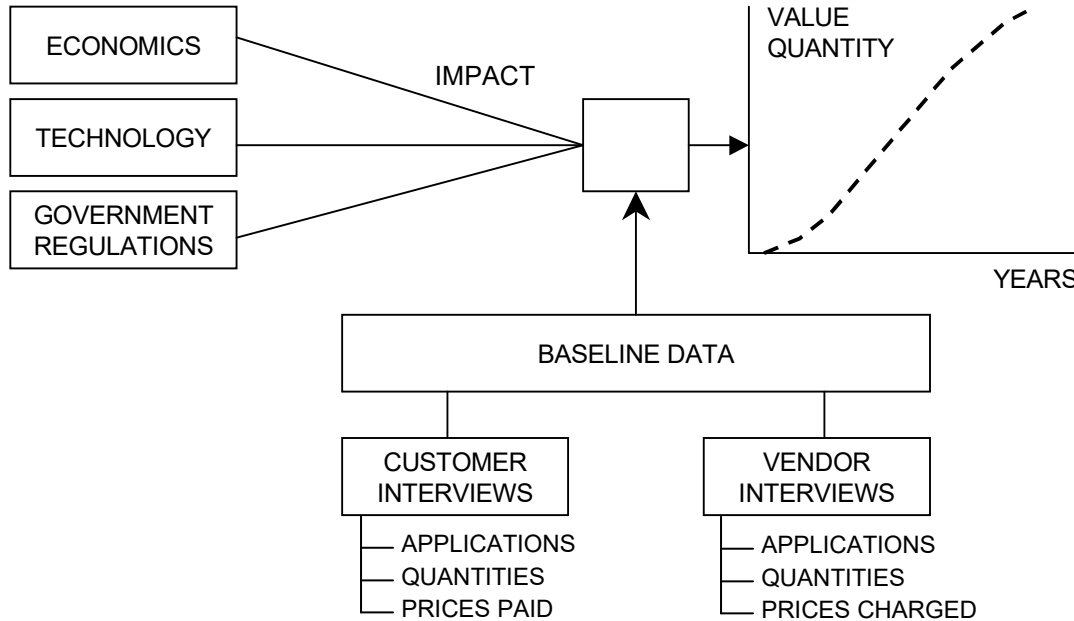 ECONOMICS
TECHNOLOGY
GOVERNMENT
REGULATIONS
IMPACT
VALUE
QUANTITY
YEARS
BASELINE DATA
CUSTOMER
INTERVIEWS
APPLICATIONS
QUANTITIES
PRICES PAID
VENDOR
INTERVIEWS
APPLICATIONS
QUANTITIES
PRICES CHARGED